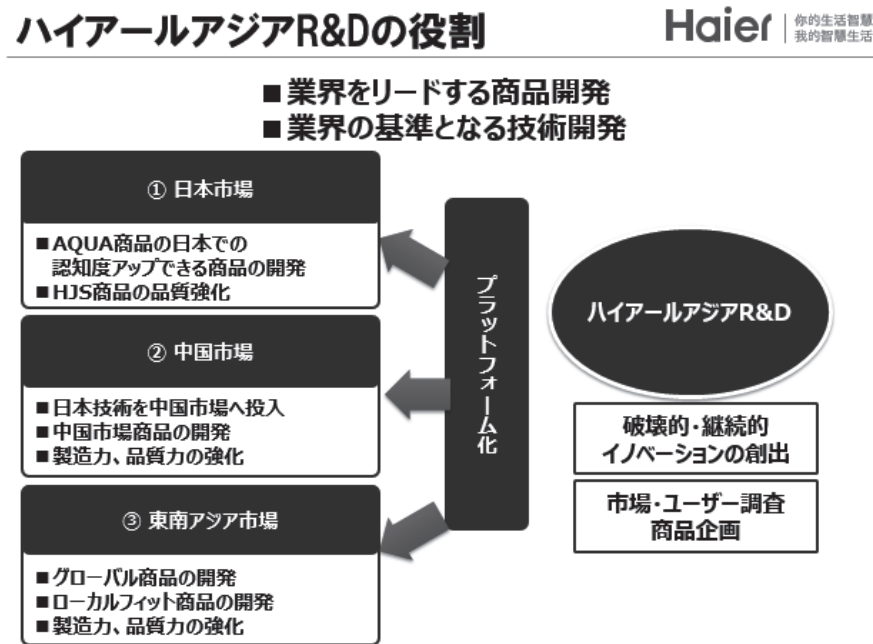 ハイアールアジアR&Dの役割
Haier
你的生活智慧
我的智慧生活
■業界をリードする商品開発
■業界の基準となる技術開発
① 日本市場
■AQUA商品の日本での
認知度アップできる商品の開発
■HJS商品の品質強化
② 中国市場
■日本技術を中国市場へ投入
■中国市場商品の開発
■製造力、品質力の強化
③ 東南アジア市場
■グローバル商品の開発
■ローカルフィット商品の開発
■製造力、品質力の強化
プラットフォーム化
ハイアールアジアR&D
破壊的・継続的
イノベーションの創出
市場・ユーザー調査
商品企画